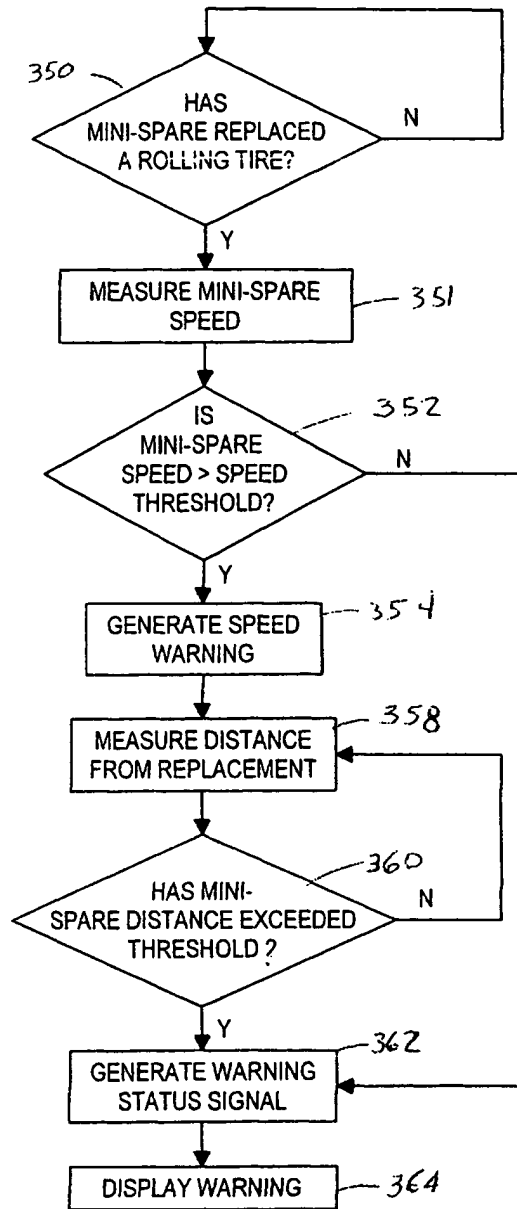 350
HAS
MINI-SPARE REPLACED
A ROLLING TIRE?
N
Y
MEASURE MINI-SPARE
SPEED
351
IS
MINI-SPARE
SPEED > SPEED
THRESHOLD?
352
N
Y
GENERATE SPEED
WARNING
354
MEASURE DISTANCE
FROM REPLACEMENT
358
HAS MINI-
SPARE DISTANCE EXCEEDED
THRESHOLD?
360
N
Y
GENERATE WARNING
STATUS SIGNAL
362
DISPLAY WARNING
364